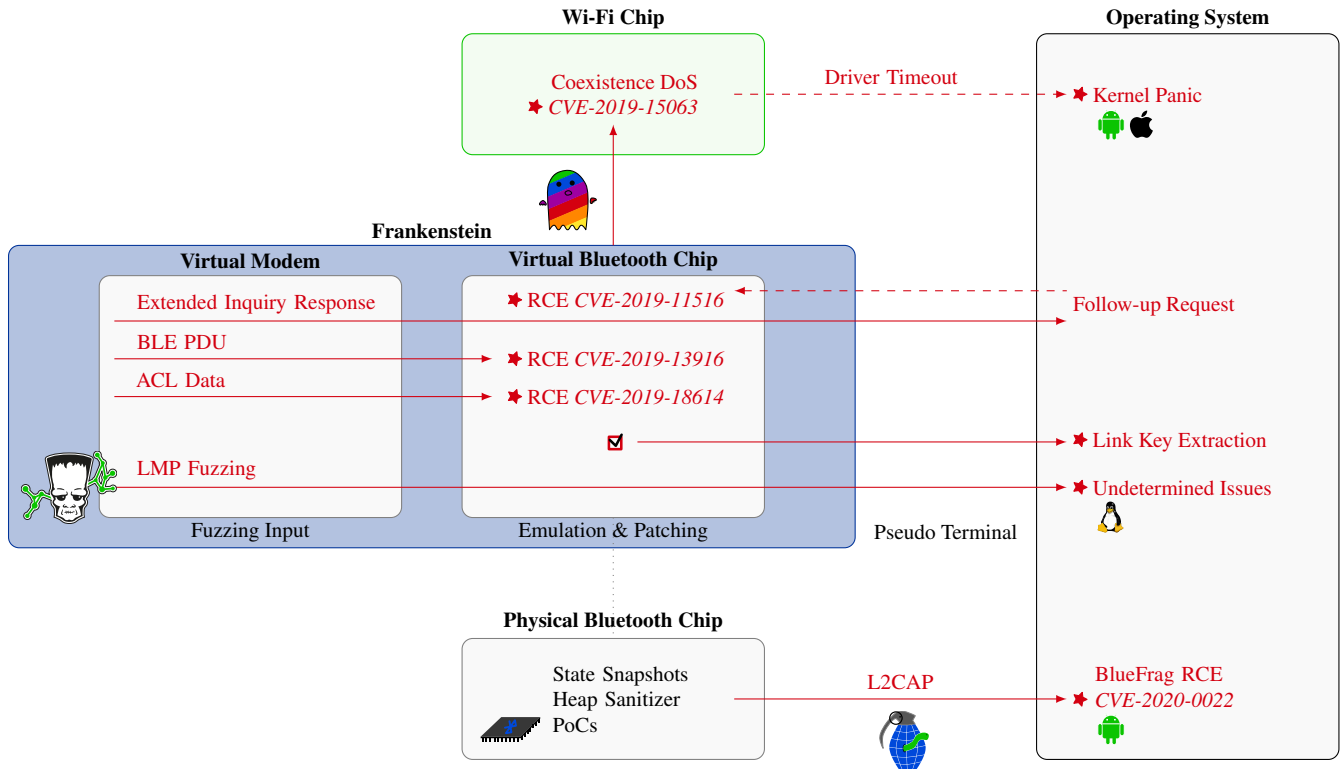 Wi-Fi Chip
Operating System
Coexistence DoS
CVE-2019-15063
Driver Timeout
Kernel Panic
Frankenstein
Virtual Modem
Virtual Bluetooth Chip
Extended Inquiry Response
RCE CVE-2019-11516
Follow-up Request
BLE PDU
RCE CVE-2019-13916
ACL Data
RCE CVE-2019-18614
Link Key Extraction
LMP Fuzzing
Undetermined Issues
Fuzzing Input
Emulation & Patching
Pseudo Terminal
Physical Bluetooth Chip
State Snapshots
Heap Sanitizer
PoCs
L2CAP
BlueFrag RCE
CVE-2020-0022